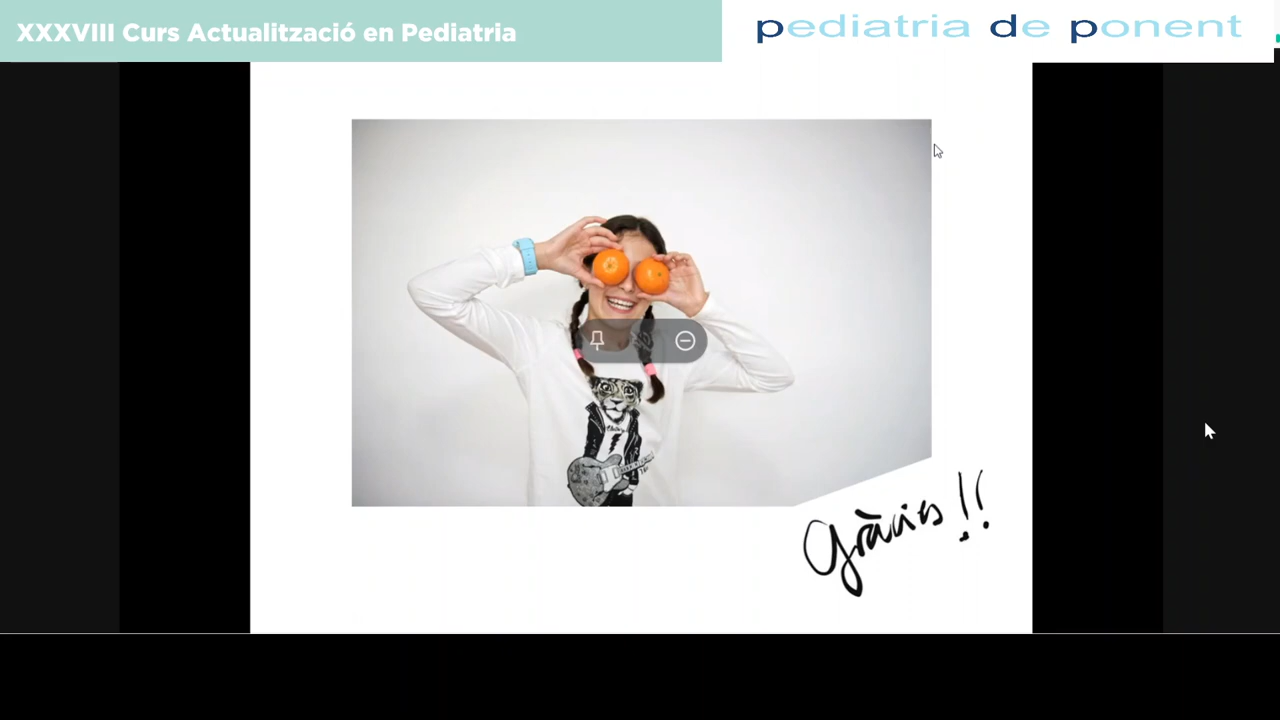 XXXVIII Curs Actualització en Pediatria
pediatria de ponent
Gràcies !!